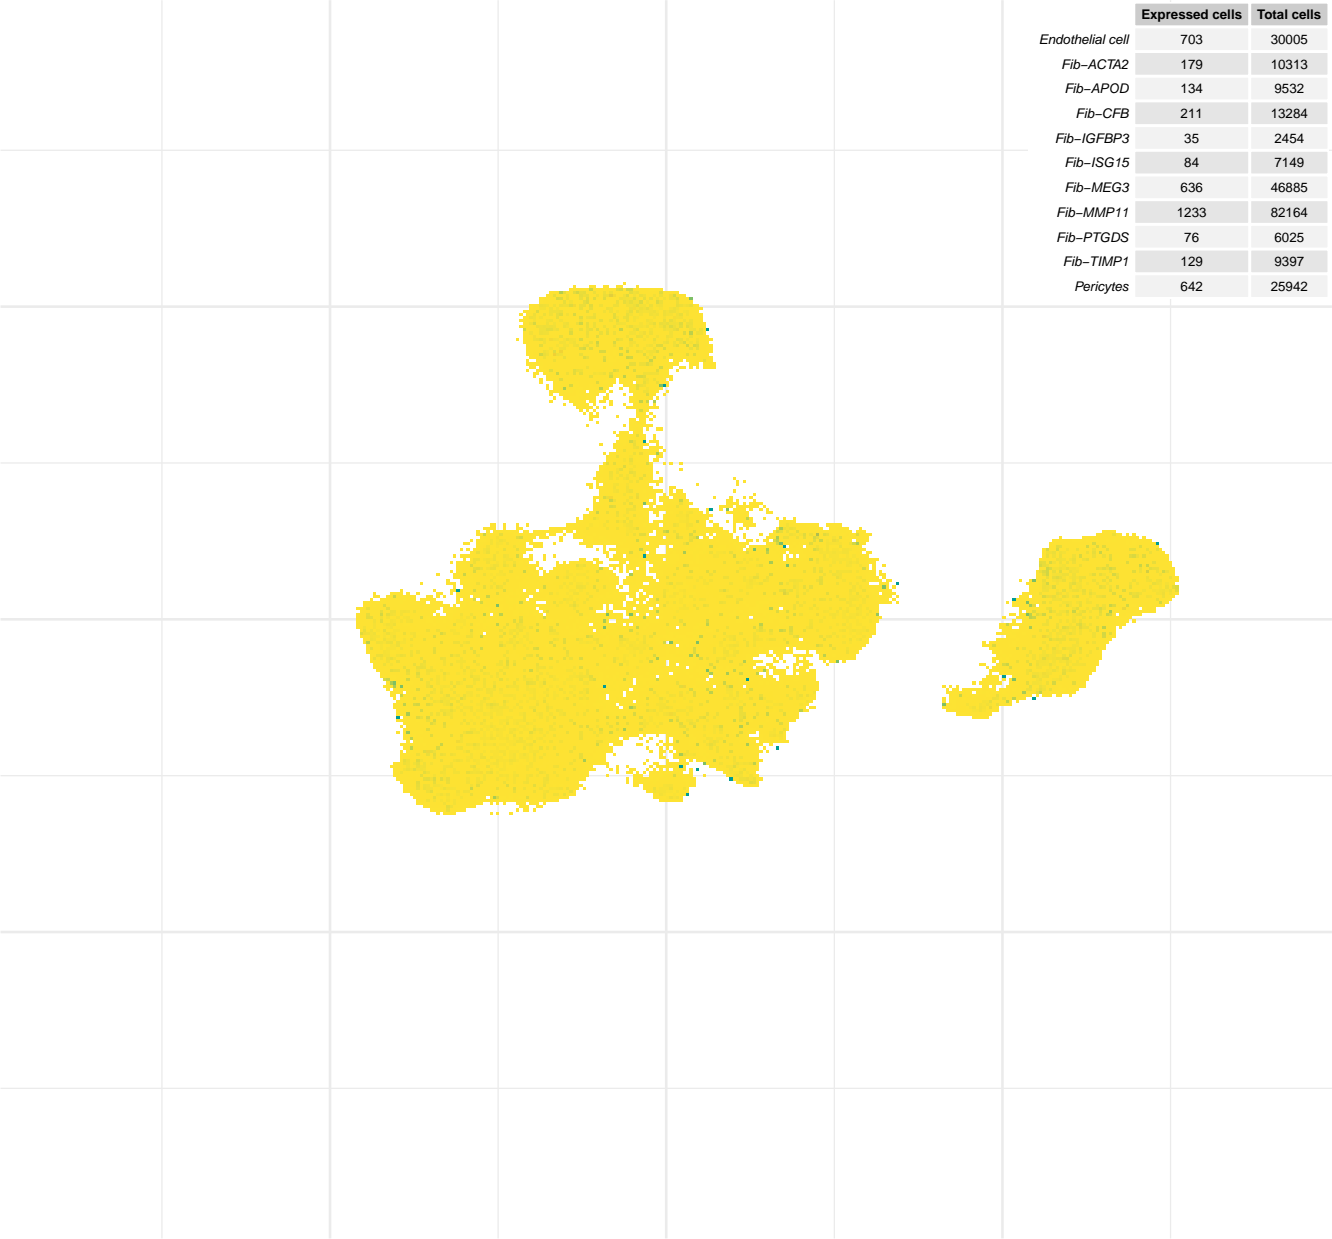 Expressed cells Total cells
Endothelial cell 703 30005
Fib−ACTA2 179 10313
Fib−APOD 134 9532
Fib−CFB 211 13284
Fib−IGFBP3 35 2454
Fib−ISG15 84 7149
Fib−MEG3 636 46885
Fib−MMP11 1233 82164
Fib−PTGDS 76 6025
Fib−TIMP1 129 9397
Pericytes 642 25942